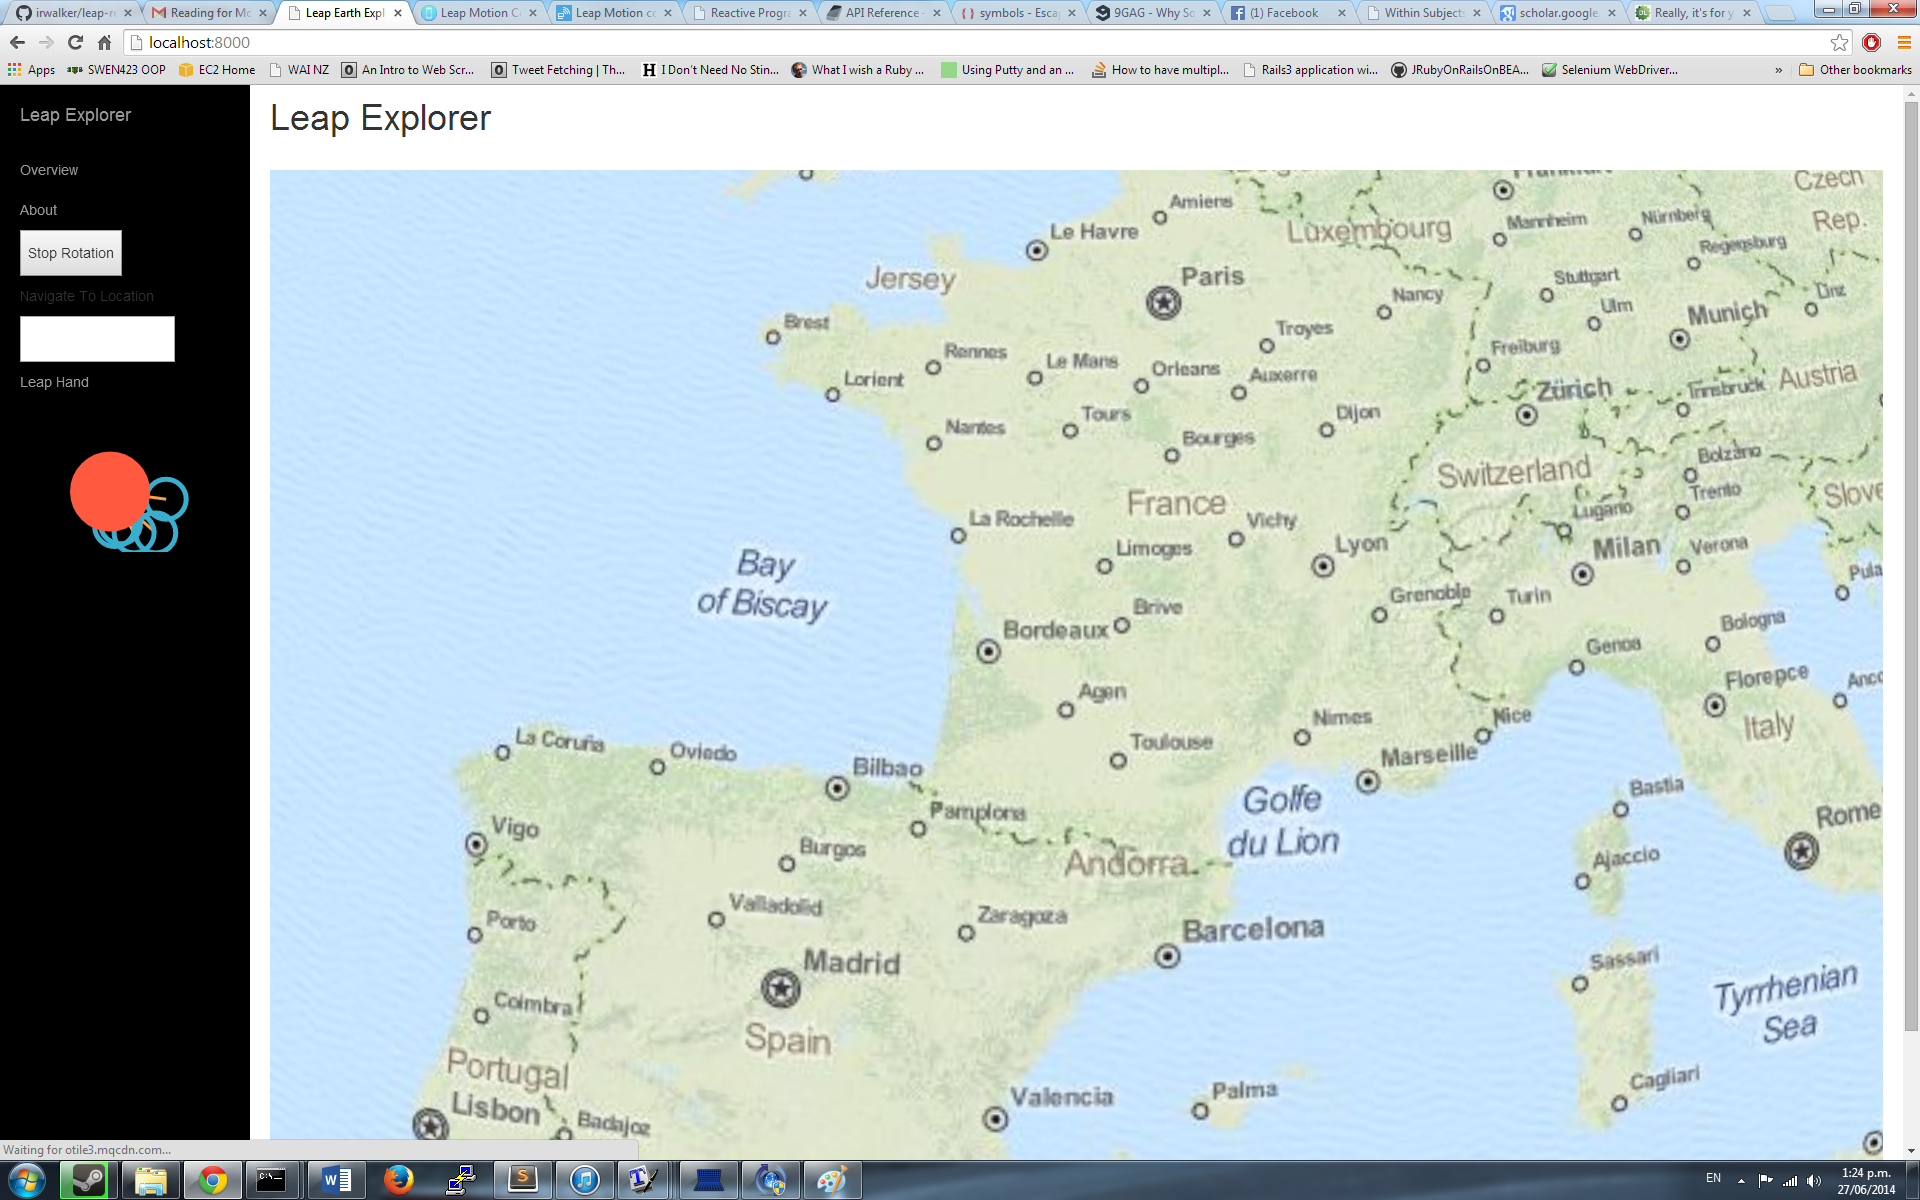 irwalker/leap-r
Reading for Mc
Leap Earth Expl
Leap Motion C
Leap Motion co
Reactive Progra
API Reference
symbols - Esca
9GAG - Why So
(1) Facebook
Within Subjects
scholar.google.
Really, it's for y
localhost:8000
Apps
SWEN423 OOP
EC2 Home
WAI NZ
An Intro to Web Scr...
Tweet Fetching | Th...
I Don't Need No Stin...
What I wish a Ruby ...
Using Putty and an ...
How to have multipl...
Rails3 application wi...
JRubyOnRailsOnBEA...
Selenium WebDriver...
»
Other bookmarks
Leap Explorer
Overview
About
Stop Rotation
Navigate To Location
Leap Hand
Leap Explorer
Frankfurt
Czech
Rep.
Amiens
Luxembourg
Mannheim
Nürnberg
Regensburg
Le Havre
Jersey
Paris
Nancy
Stuttgart
Ulm
Linz
Munich
Brest
Troyes
Freiburg
Rennes
Le Mans
Orleans
Auxerre
Lorient
Zürich
Innsbruck
Austria
Nantes
Tours
Bourges
Dijon
Bolzano
Switzerland
Trento
Slove
France
La Rochelle
Vichy
Lugano
Limoges
Lyon
Milan
Verona
Bay
of Biscay
Pula
Brive
Grenoble
Turin
Bordeaux
Bologna
Genoa
Agen
Florence
Anco
Nimes
Nice
Italy
La Coruña
Oviedo
Toulouse
Marseille
Bilbao
Golfe
du Lion
Bastia
Pamplona
Rome
Vigo
Burgos
Andorra
Ajaccio
Valladolid
Zaragoza
Porto
Barcelona
Madrid
Sassari
Tyrrhenian
Sea
Coimbra
Spain
Portugal
Cagliari
Lisbon
Badajoz
Valencia
Palma
Waiting for otile3.mqcdn.com...
EN
1:24 p.m.
27/06/2014